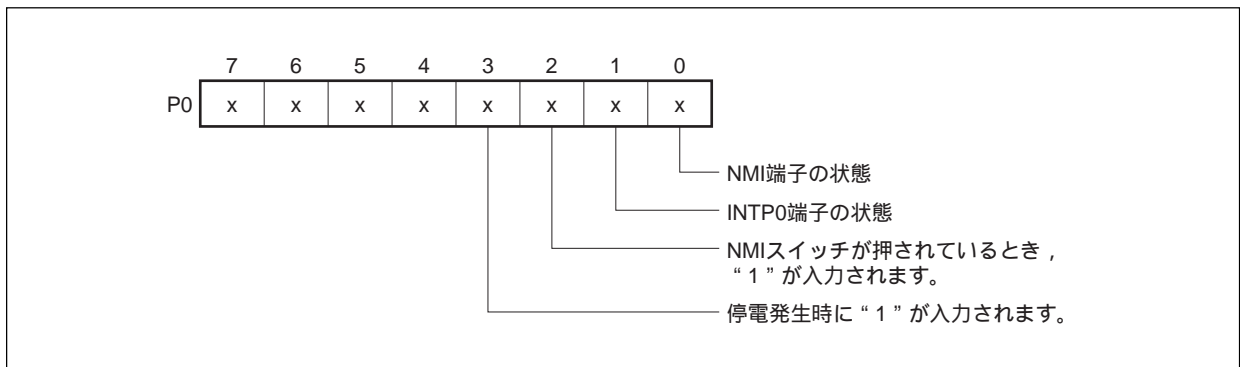 7 6 5 4 3 2 1 0
P0 x x x x x x x x
NMI端子の状態
INTP0端子の状態
NMIスイッチが押されているとき，
“1”が入力されます。
停電発生時に“1”が入力されます。